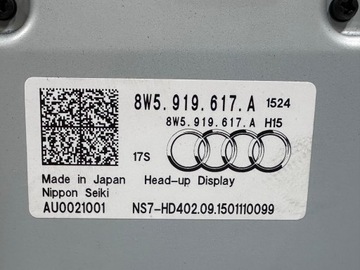 8W5.919.617.A 1524
8W5.919.617.A H15
17S
Made in Japan Head-up Display
Nippon Seiki
AU0021001 NS7-HD402.09.1501110099